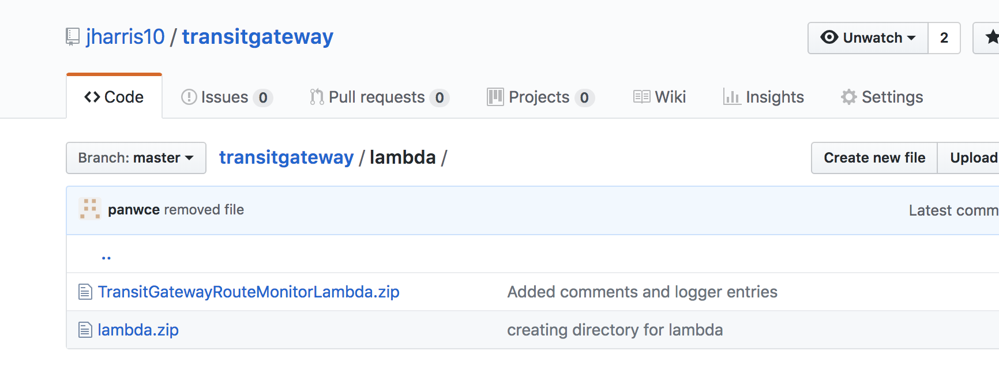 jharris10 / transitgateway
Unwatch 2
Code Issues 0 Pull requests 0 Projects 0 Wiki Insights Settings
Branch: master transitgateway / lambda / Create new file Upload
panwce removed file Latest comm
..
TransitGatewayRouteMonitorLambda.zip Added comments and logger entries
lambda.zip creating directory for lambda